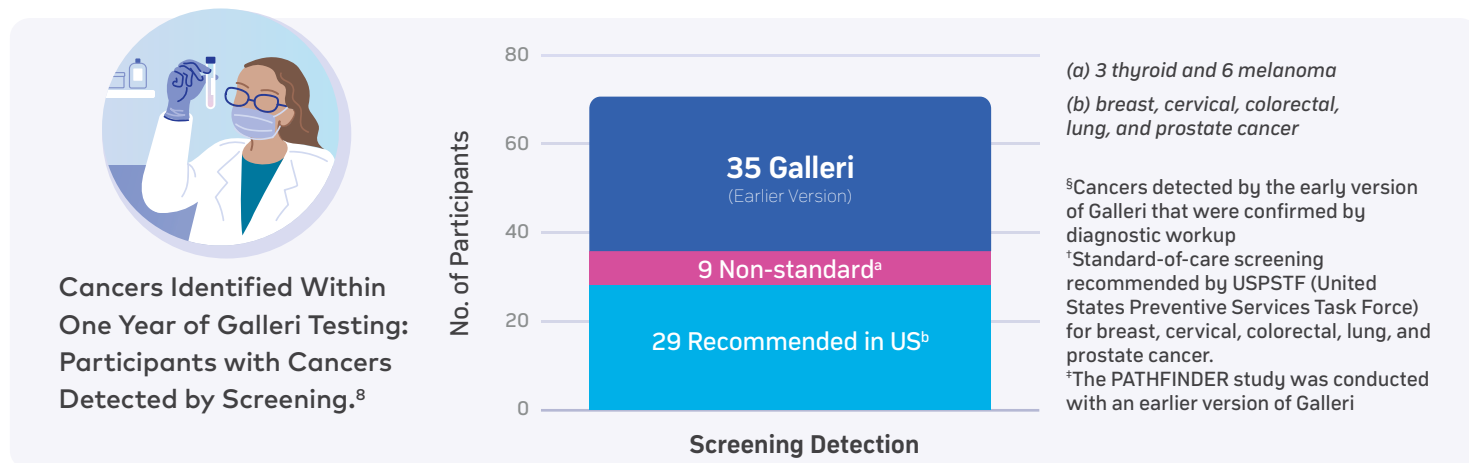 Cancers Identified Within
One Year of Galleri Testing:
Participants with Cancers
Detected by Screening.⁸
No. of Participants
80
60
40
20
0
35 Galleri
(Earlier Version)
9 Non-standardᵃ
29 Recommended in USᵇ
Screening Detection
(a) 3 thyroid and 6 melanoma
(b) breast, cervical, colorectal,
lung, and prostate cancer
§Cancers detected by the early version
of Galleri that were confirmed by
diagnostic workup
†Standard-of-care screening
recommended by USPSTF (United
States Preventive Services Task Force)
for breast, cervical, colorectal, lung, and
prostate cancer.
‡The PATHFINDER study was conducted
with an earlier version of Galleri